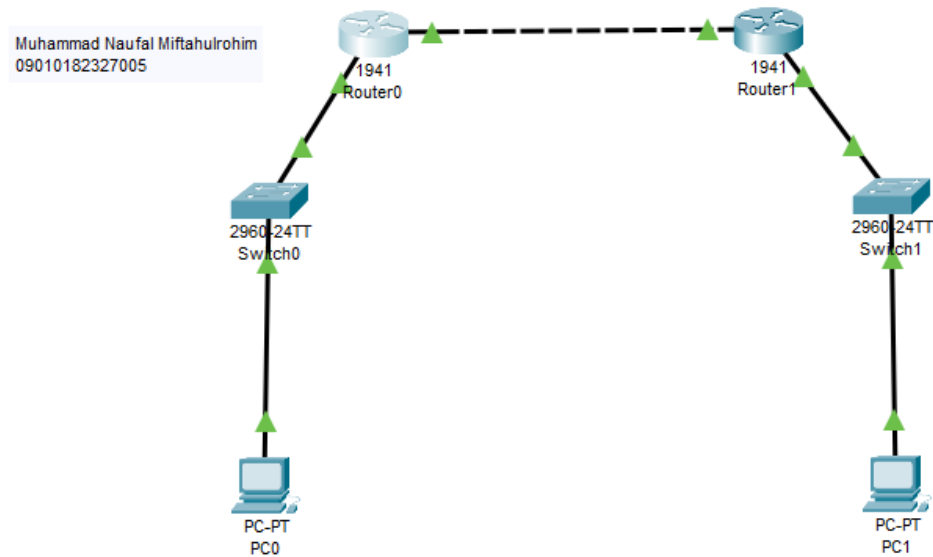 Muhammad Naufal Miftahulrohim
09010182327005
1941
Router0
1941
Router1
2960-24TT
Switch0
2960-24TT
Switch1
PC-PT
PC0
PC-PT
PC1